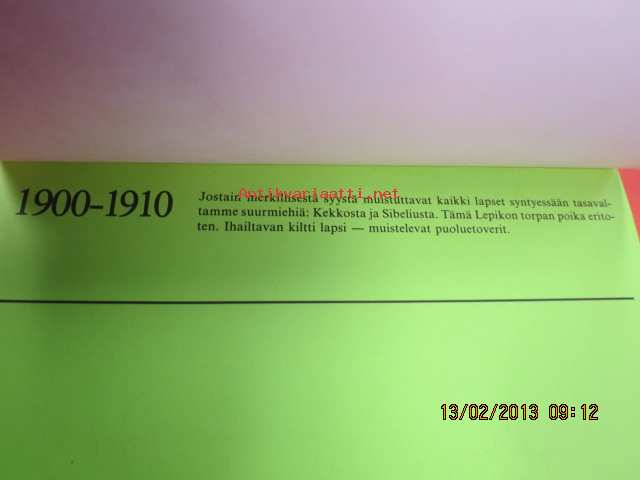 Antikvariaatti.net
1900–1910
Jostain merkillisestä syystä muistuttavat kaikki lapset syntyessään tasaval-
tamme suurmiehiä: Kekkosta ja Sibeliusta. Tämä Lepikon torpan poika erito-
ten. Ihailtavan kiltti lapsi — muistelevat puoluetoverit.
13/02/2013 09:12